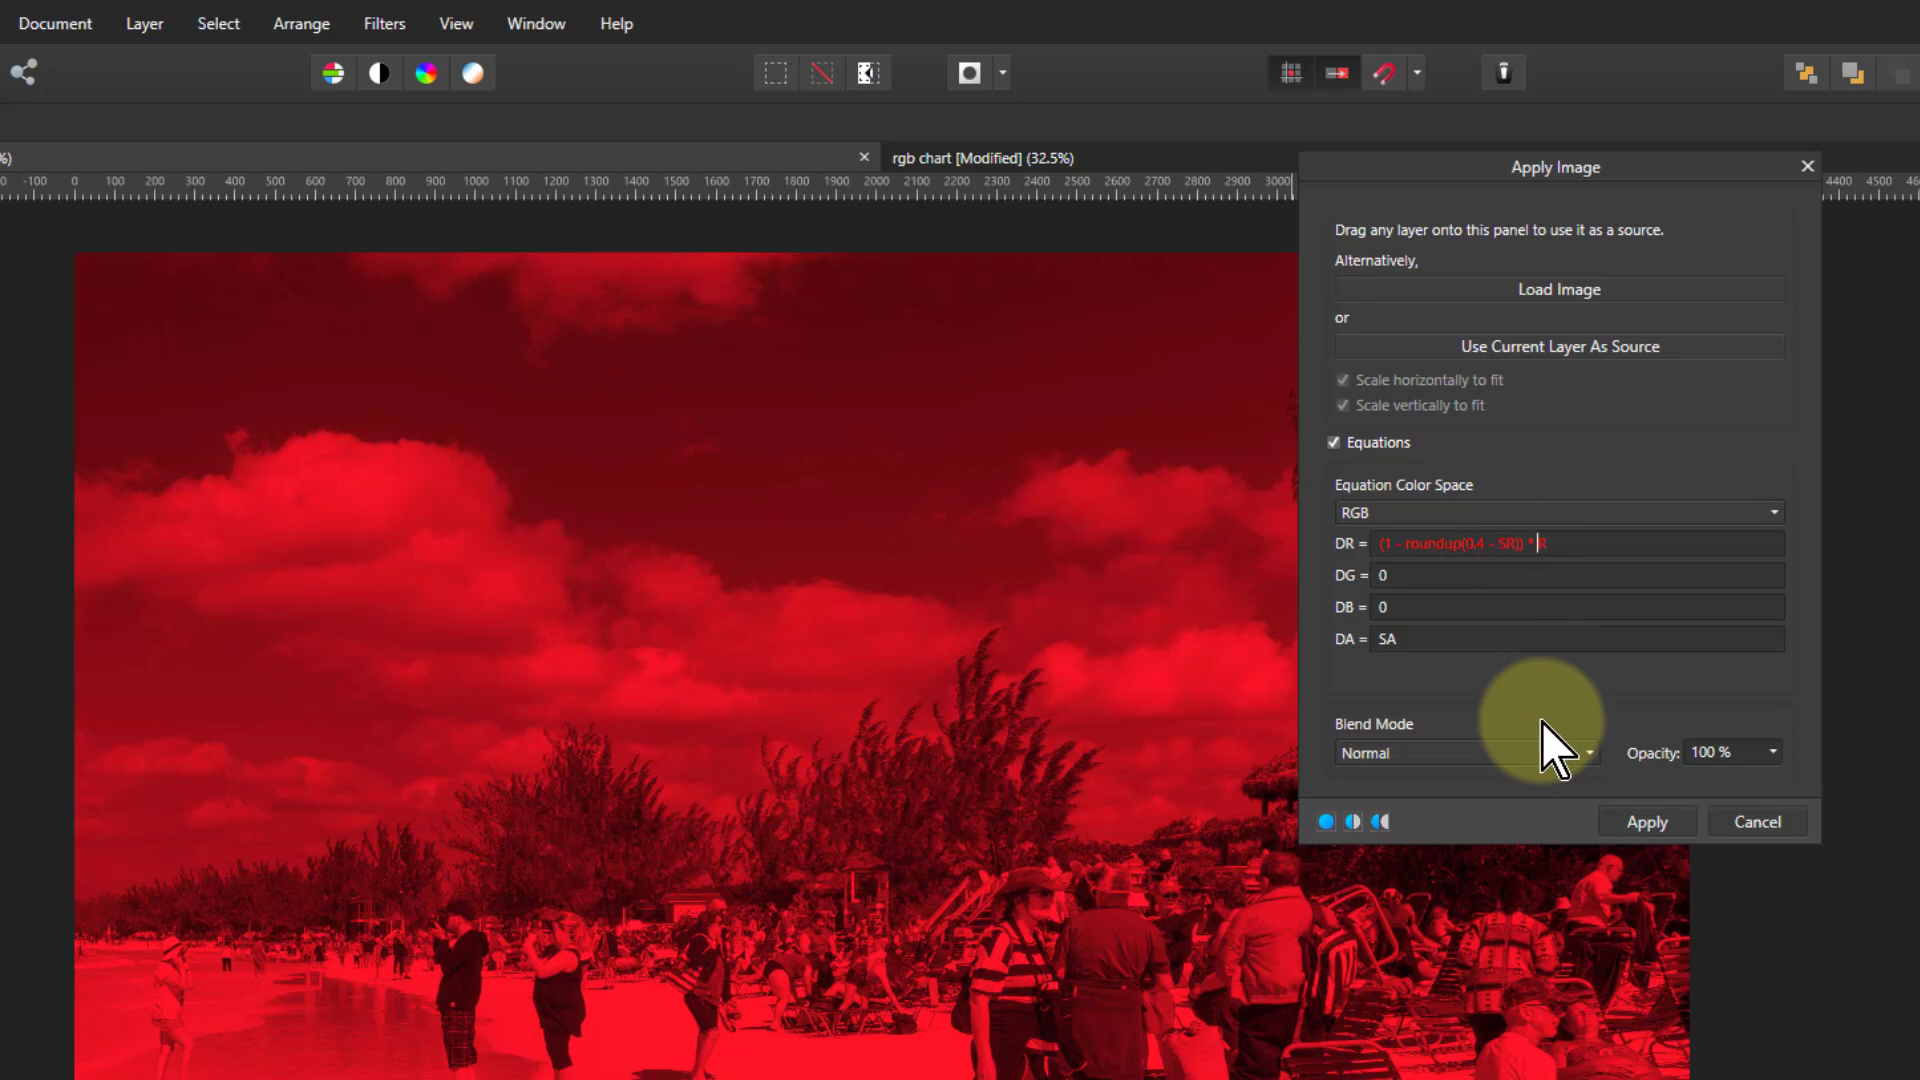 Document Layer Select Arrange Filters View Window Help
%) rgb chart [Modified] (32.5%)
0 -100 0 100 200 300 400 500 600 700 800 900 1000 1100 1200 1300 1400 1500 1600 1700 1800 1900 2000 2100 2200 2300 2400 2500 2600 2700 2800 2900 3000 4400 4500 46
Apply Image
Drag any layer onto this panel to use it as a source.
Alternatively,
Load Image
or
Use Current Layer As Source
Scale horizontally to fit
Scale vertically to fit
Equations
Equation Color Space
RGB
DR = (1 - roundup(0.4 - SR)) * R
DG = 0
DB = 0
DA = SA
Blend Mode
Normal Opacity: 100 %
Apply Cancel